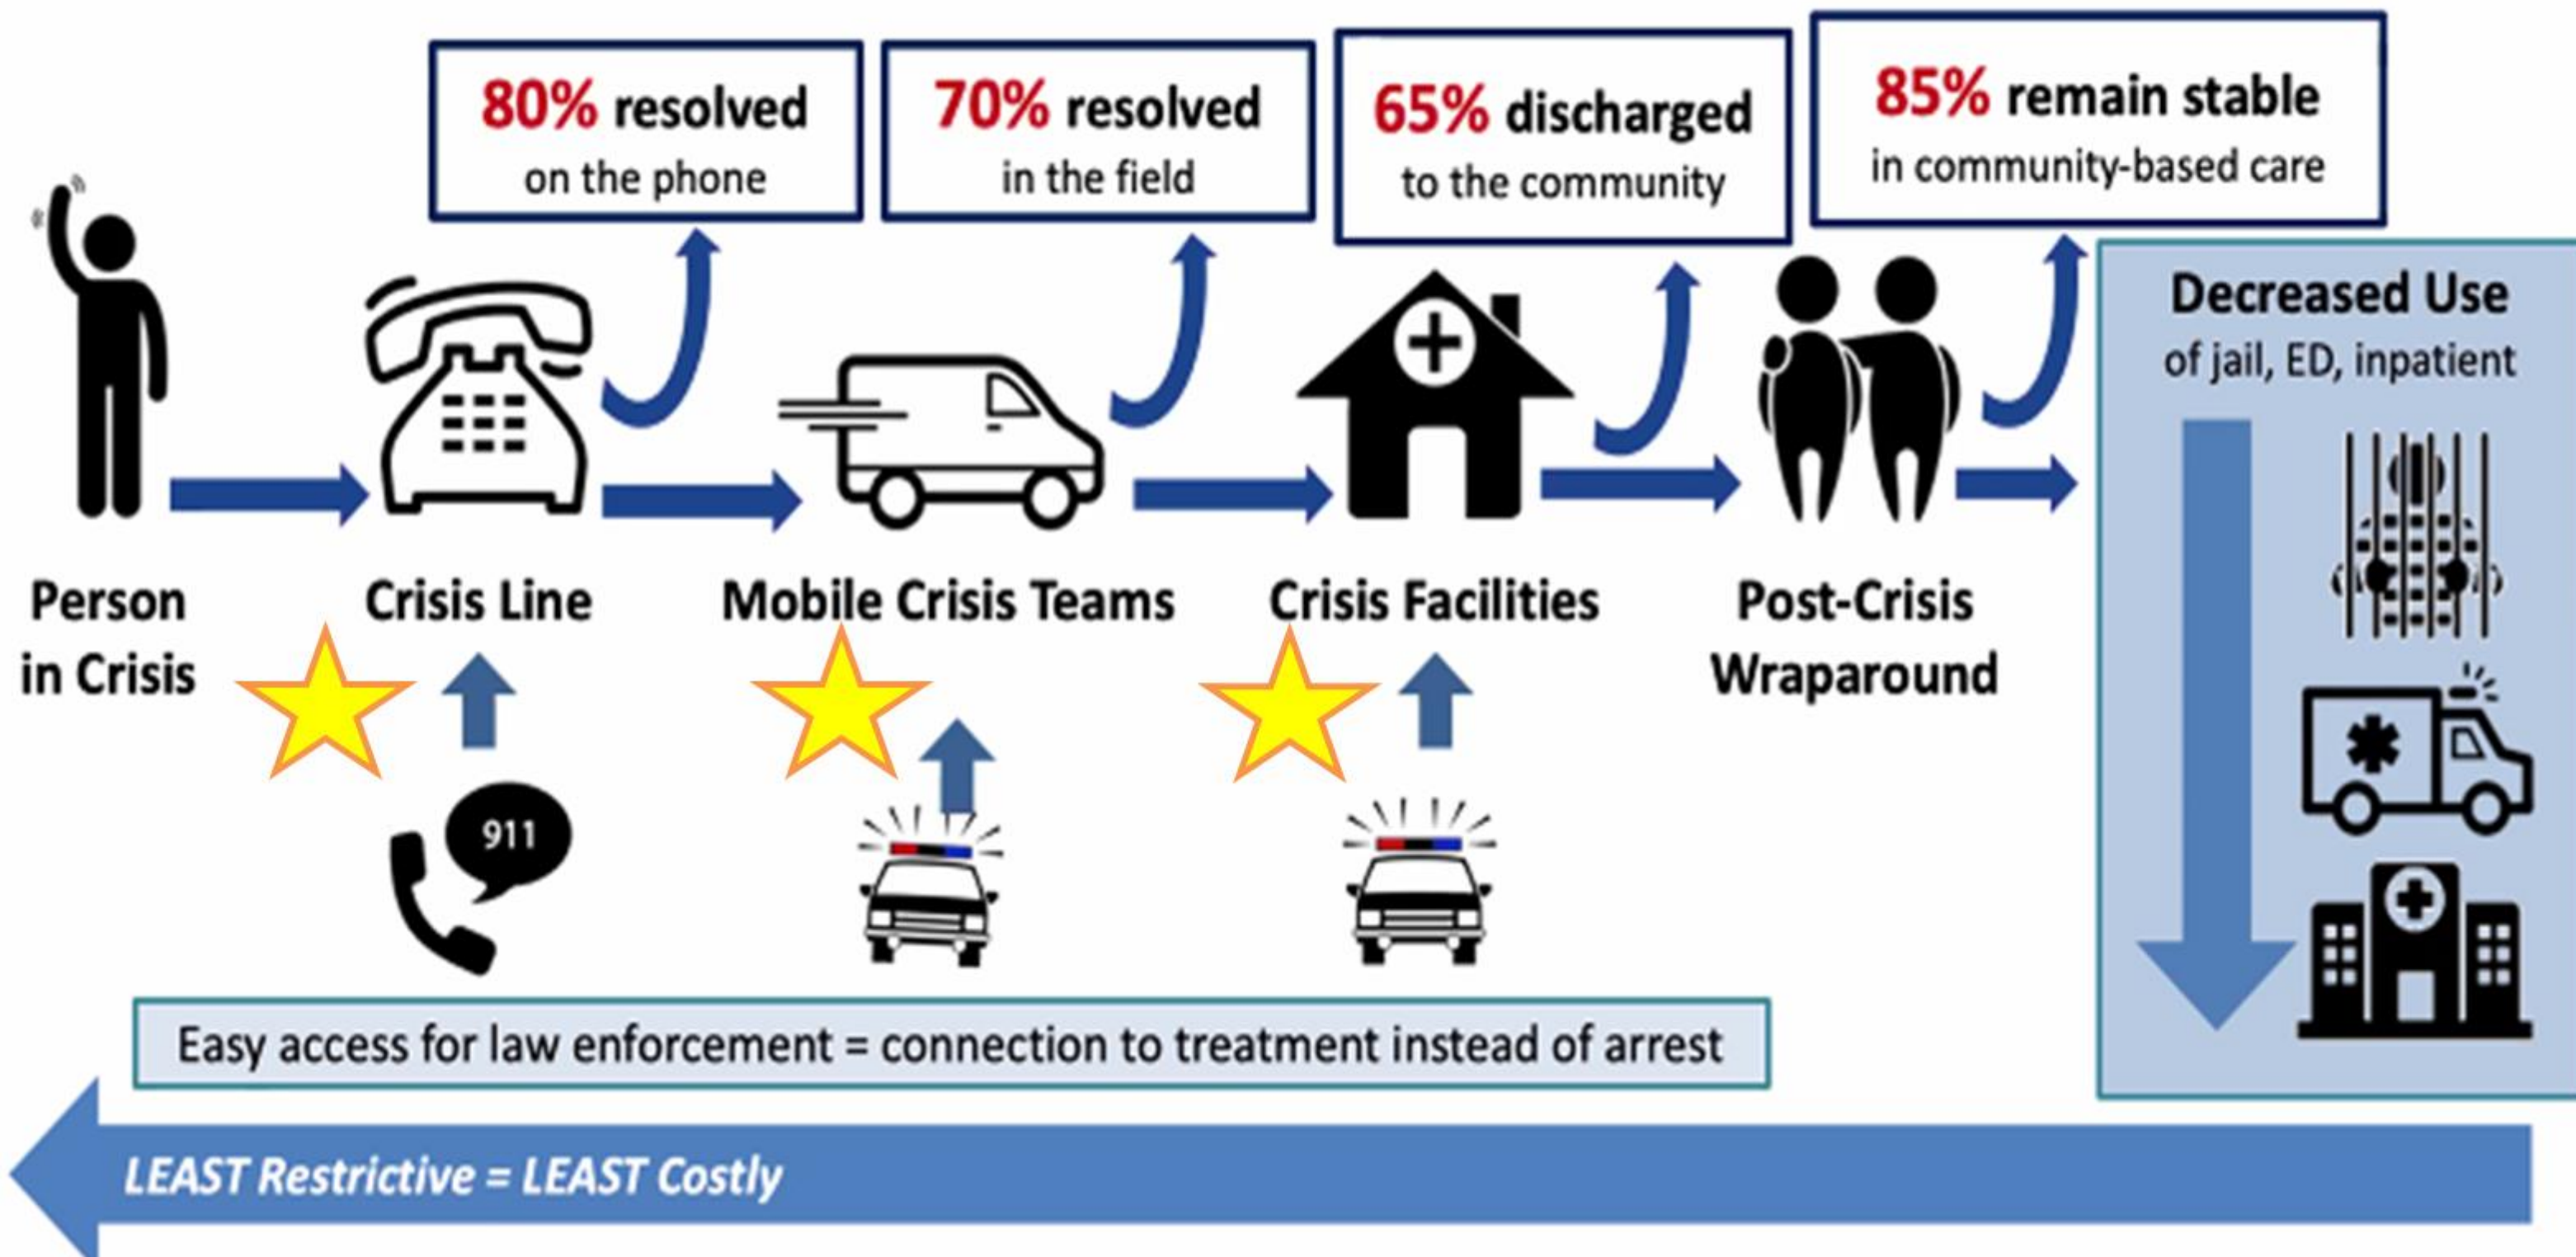 80% resolved
on the phone
70% resolved
in the field
65% discharged
to the community
85% remain stable
in community-based care
Decreased Use
of jail, ED, inpatient
Person
in Crisis
Crisis Line
Mobile Crisis Teams
Crisis Facilities
Post-Crisis
Wraparound
911
Easy access for law enforcement = connection to treatment instead of arrest
LEAST Restrictive = LEAST Costly